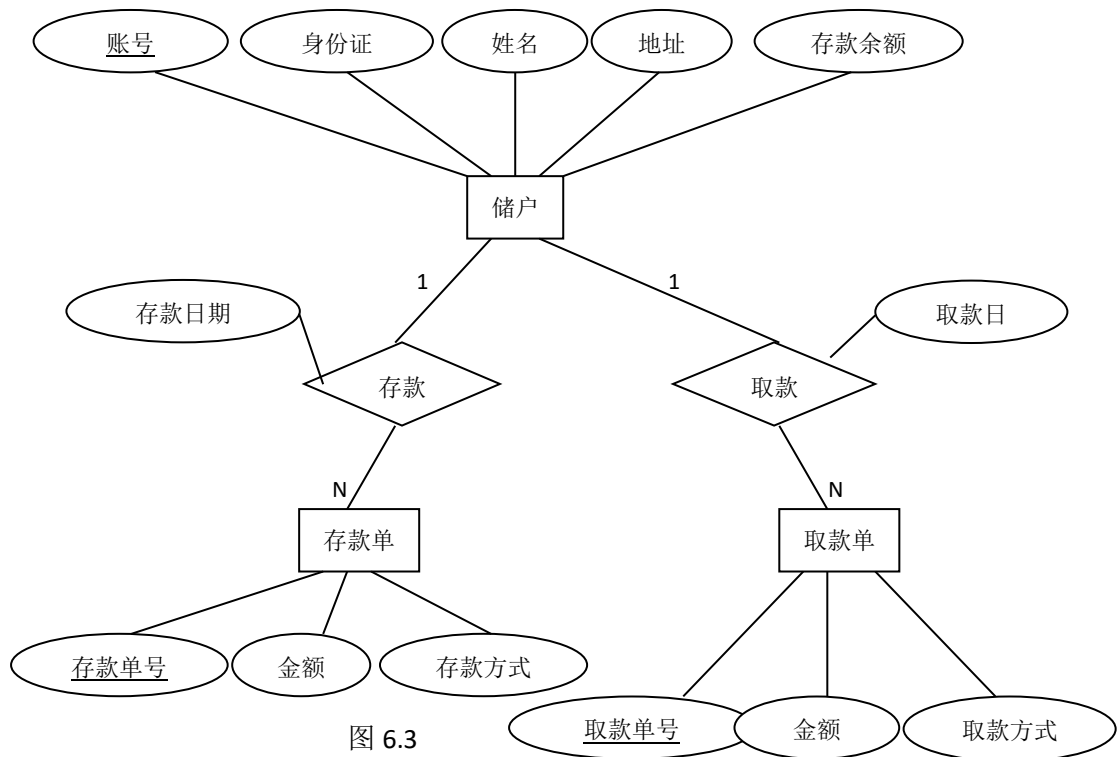 账号
身份证
姓名
地址
存款余额
储户
1
1
存款日期
取款日
存款
取款
N
N
存款单
取款单
存款单号
金额
存款方式
取款单号
金额
取款方式
图 6.3